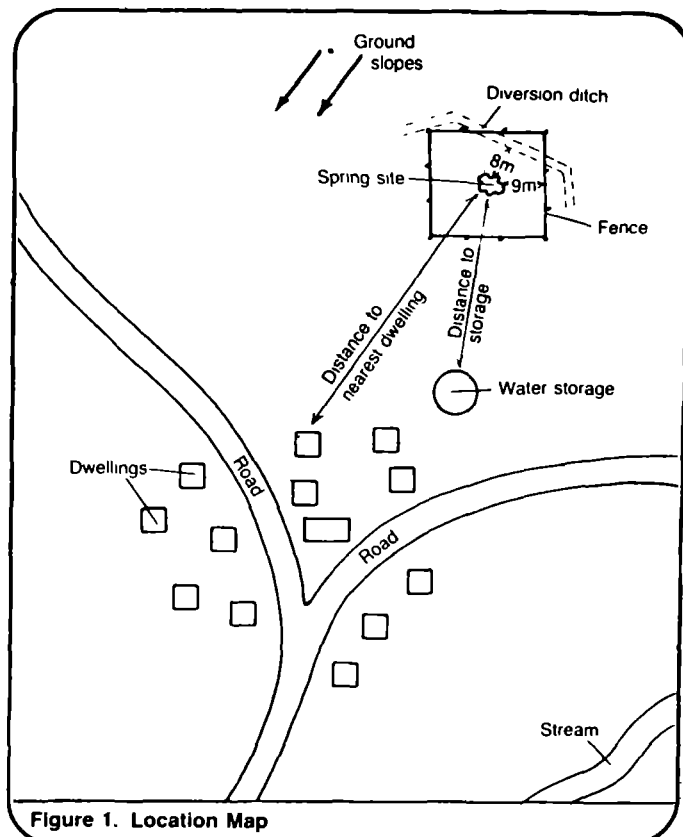 Ground
slopes
Diversion ditch
8m
Spring site
9m
Fence
Distance to
nearest dwelling
Distance to
storage
Water storage
Dwellings
Road
Road
Stream
Figure 1. Location Map